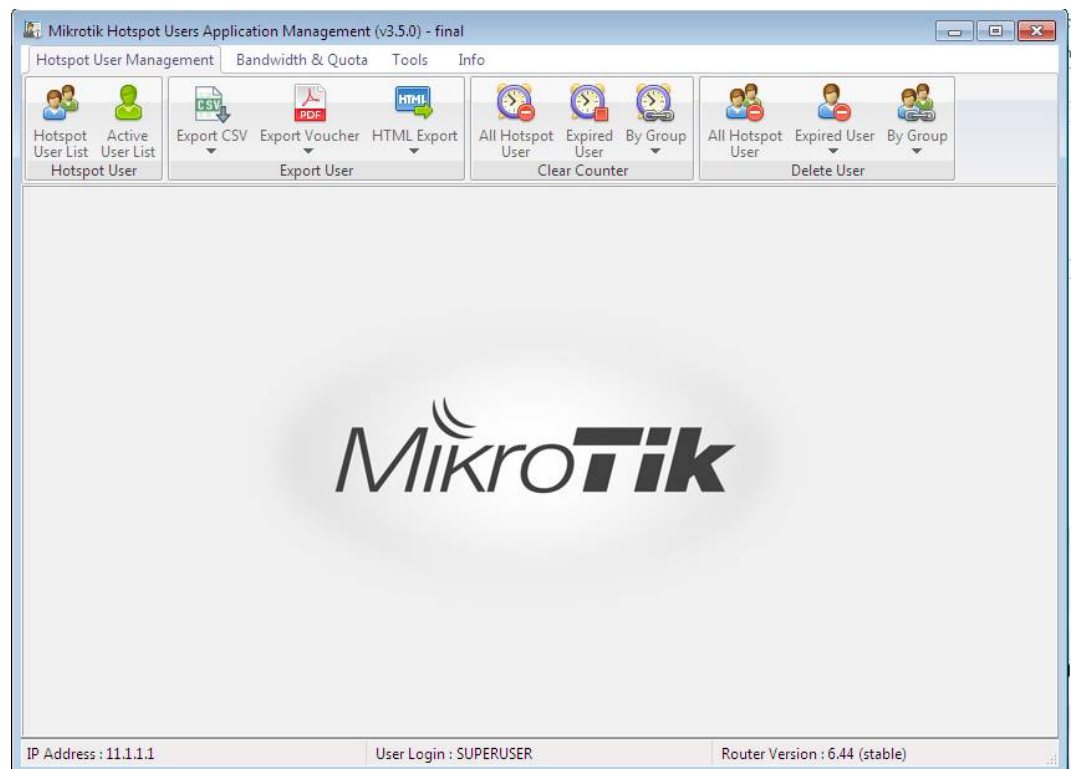 Mikrotik Hotspot Users Application Management (v3.5.0) - final
Hotspot User Management Bandwidth & Quota Tools Info
CSV PDF HTML
Hotspot User List Active User List Export CSV Export Voucher HTML Export All Hotspot User Expired User By Group All Hotspot User Expired User By Group
Hotspot User Export User Clear Counter Delete User
MikroTik
IP Address : 11.1.1.1 User Login : SUPERUSER Router Version : 6.44 (stable)